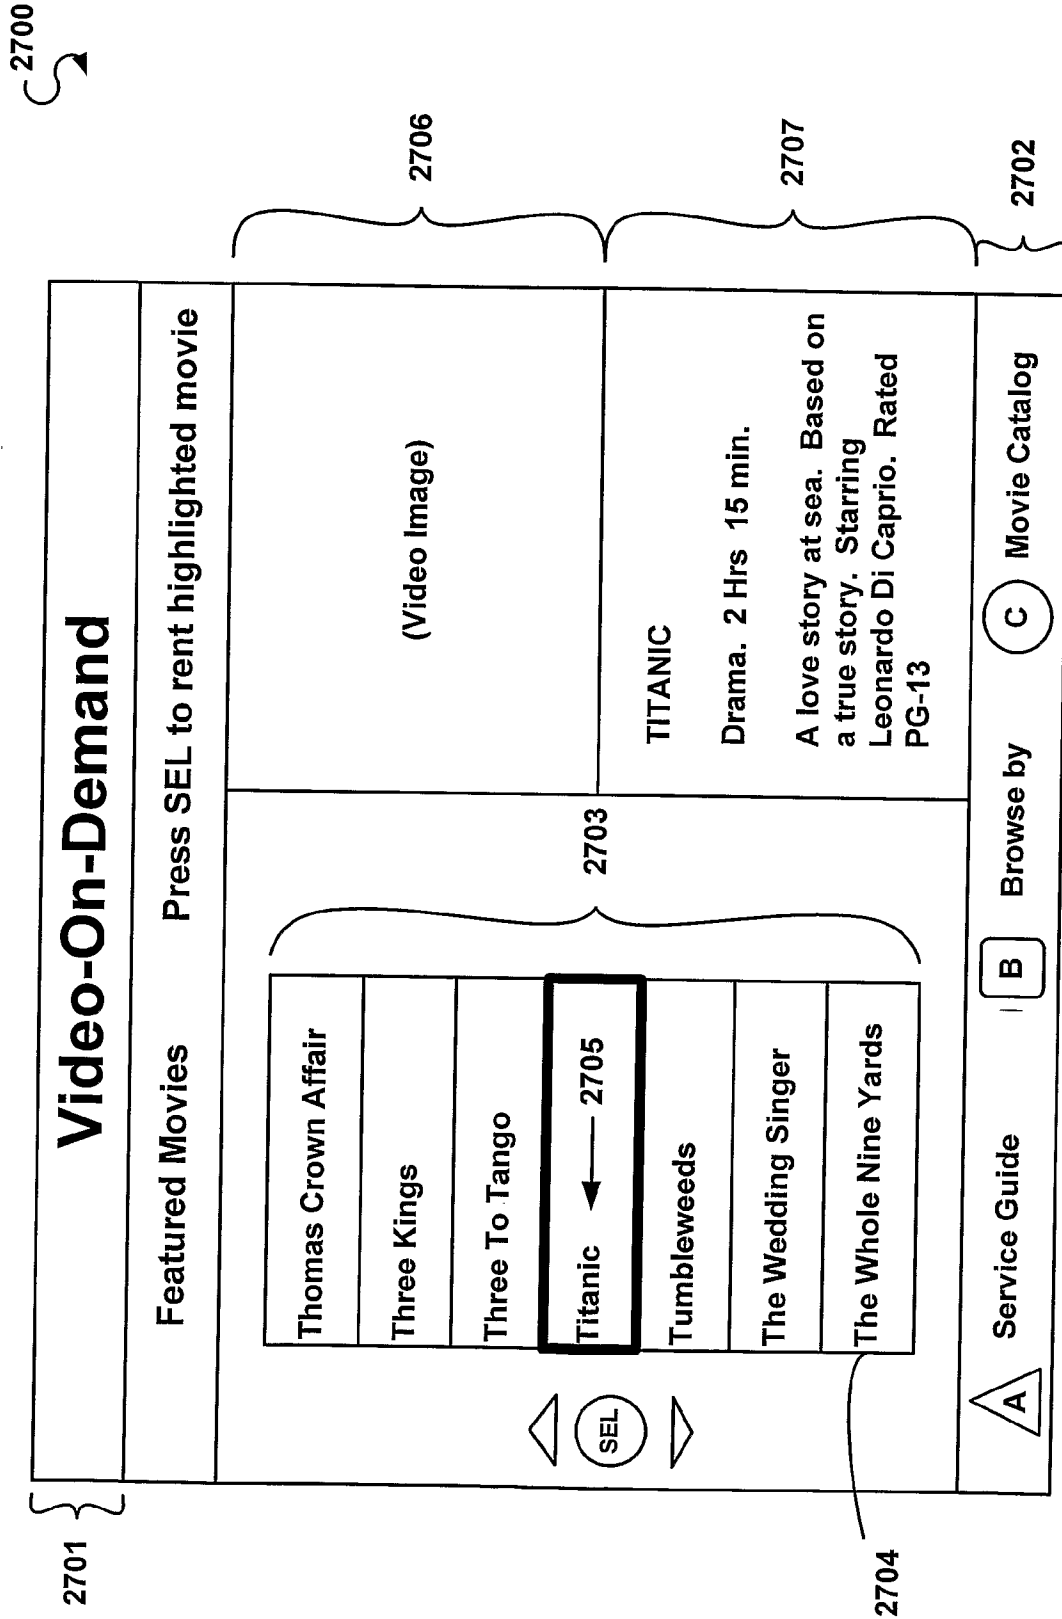 2700
2701
Video-On-Demand
Featured Movies
Press SEL to rent highlighted movie
Thomas Crown Affair
Three Kings
Three To Tango
Titanic
2705
Tumbleweeds
The Wedding Singer
The Whole Nine Yards
SEL
2703
2704
(Video Image)
2706
TITANIC
Drama. 2 Hrs 15 min.
A love story at sea. Based on
a true story. Starring
Leonardo Di Caprio. Rated
PG-13
2707
A Service Guide
B Browse by
C Movie Catalog
2702